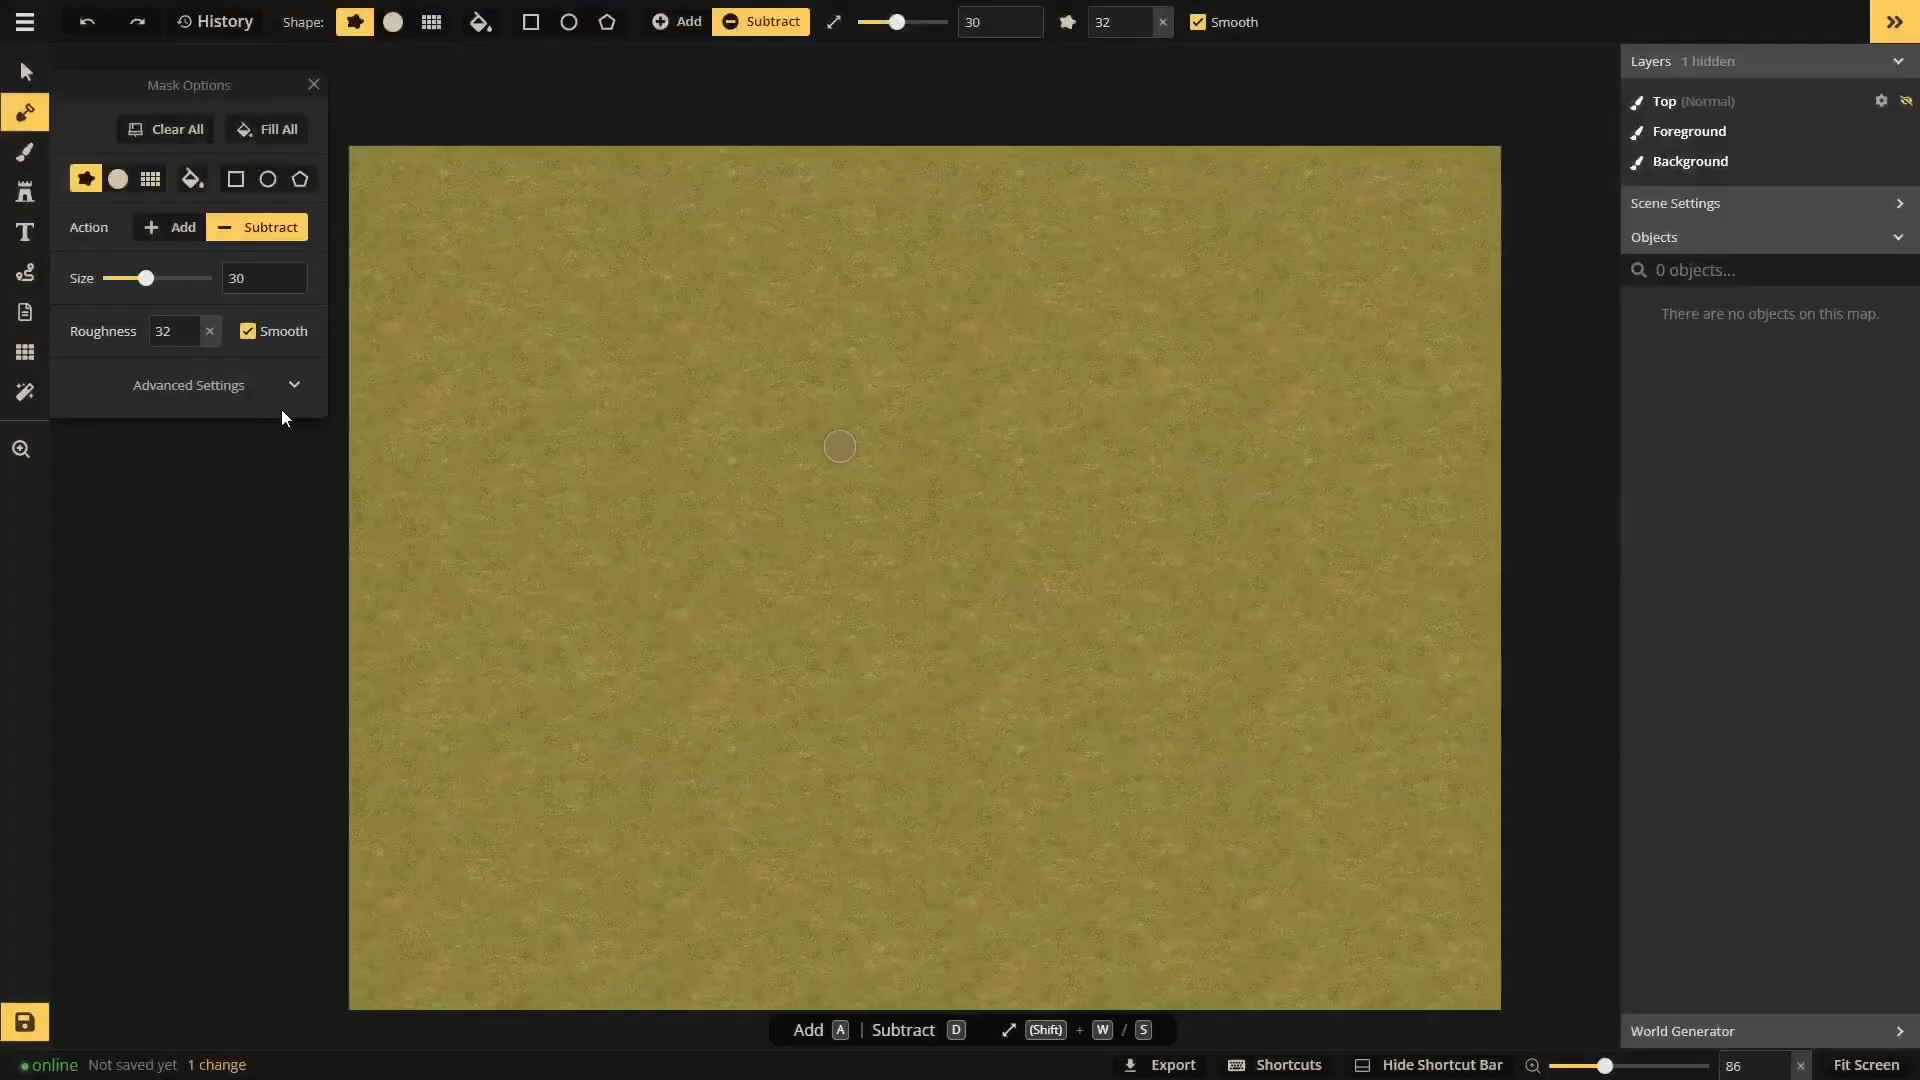 History Shape: Add Subtract 30 32 × Smooth
Mask Options
Clear All Fill All
Action Add Subtract
Size 30
Roughness 32 × Smooth
Advanced Settings
T
Layers 1 hidden
Top (Normal)
Foreground
Background
Scene Settings
Objects
0 objects...
There are no objects on this map.
World Generator
Add A | Subtract D (Shift) + W / S
online Not saved yet 1 change Export Shortcuts Hide Shortcut Bar 86 × Fit Screen